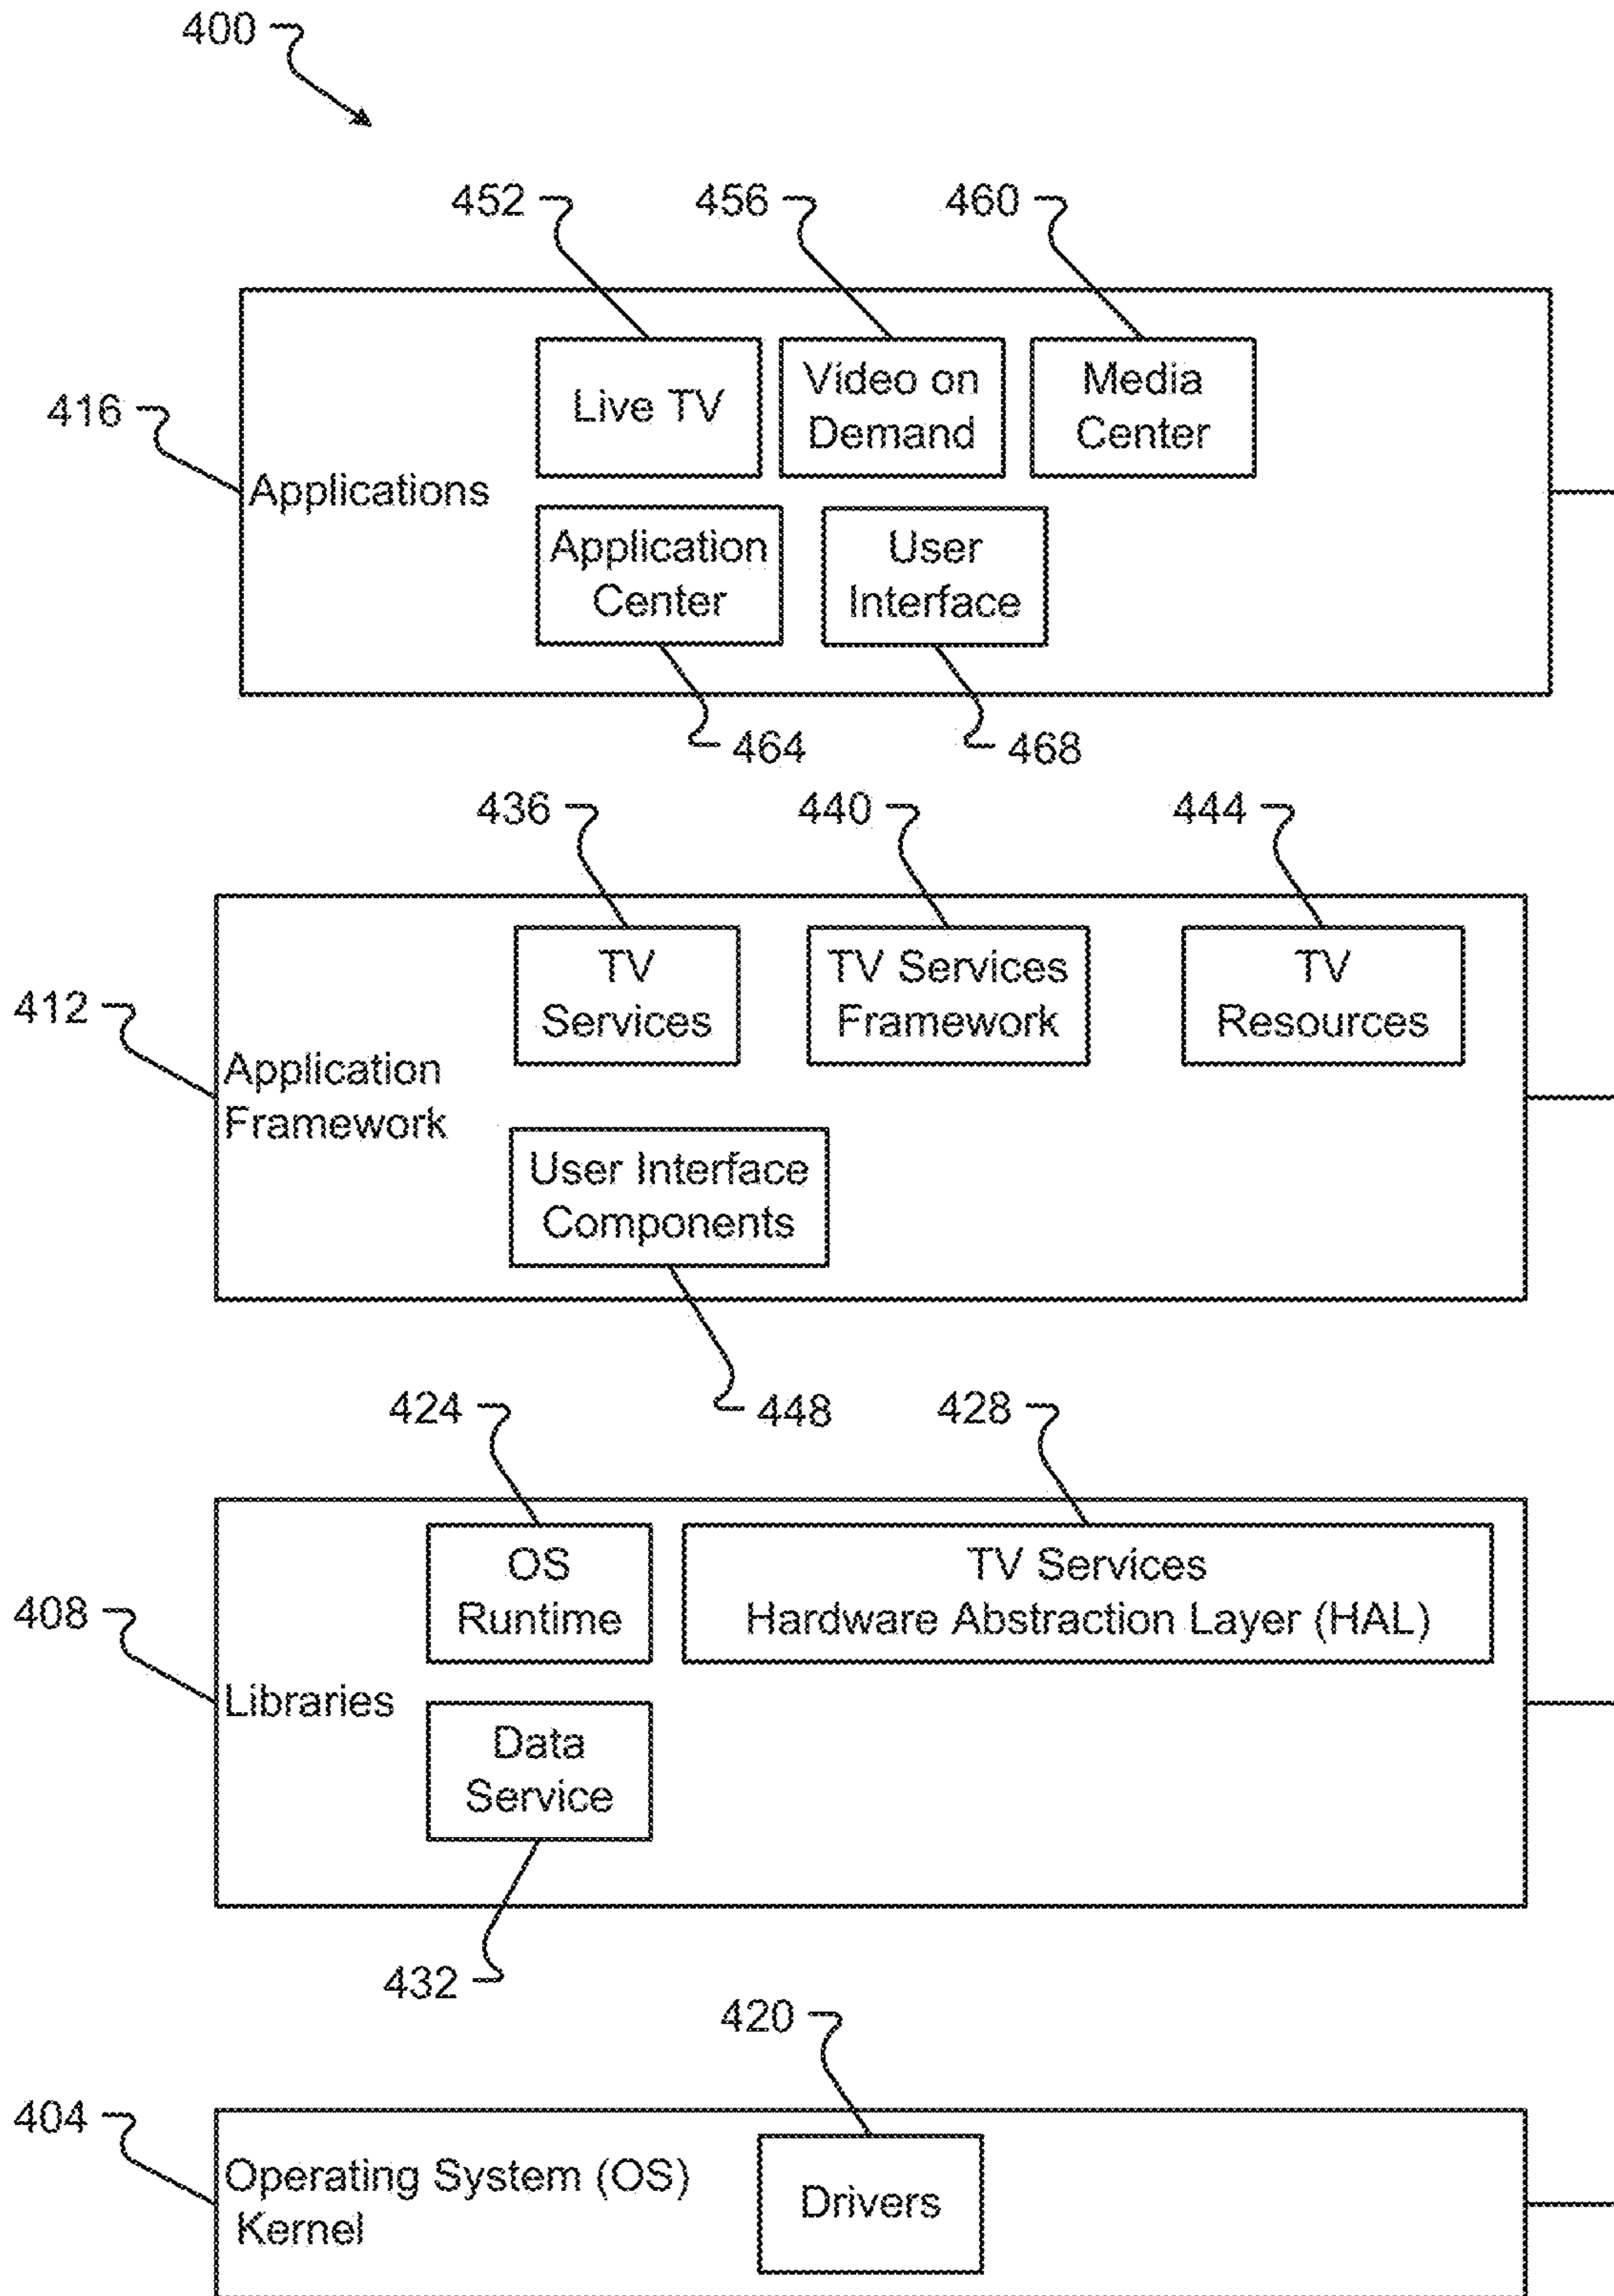 400
452
456
460
416
Applications
Live TV
Video on
Demand
Media
Center
Application
Center
User
Interface
464
468
436
440
444
412
Application
Framework
TV
Services
TV Services
Framework
TV
Resources
User Interface
Components
448
424
428
408
Libraries
OS
Runtime
TV Services
Hardware Abstraction Layer (HAL)
Data
Service
432
420
404
Operating System (OS)
Kernel
Drivers